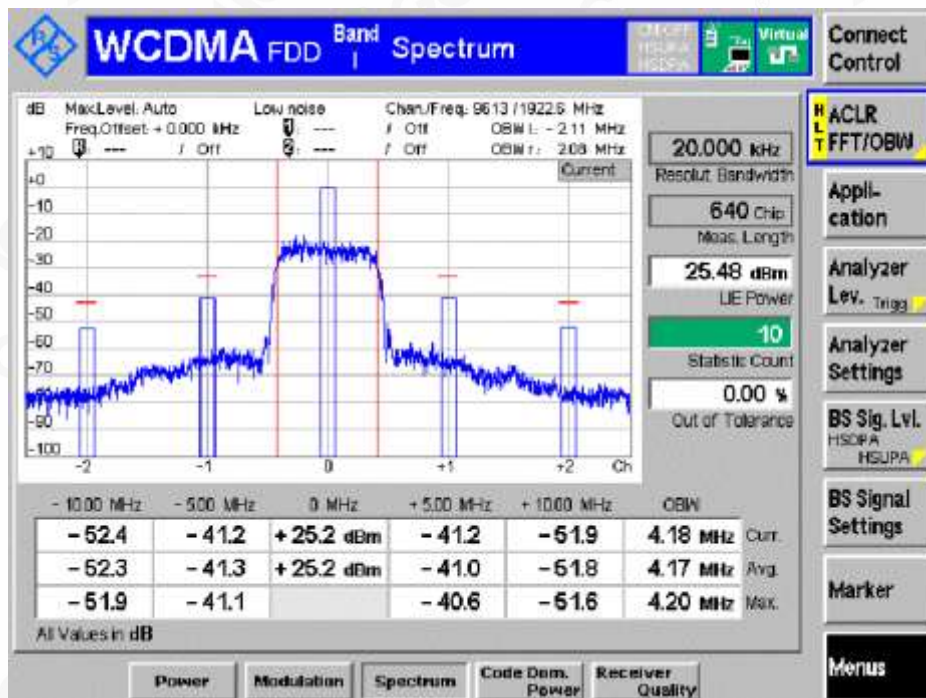 WCDMA FDD Band I Spectrum
Virtual
Connect Control
ACLR FFT/OBW
Appli-cation
Analyzer Lev. Trigg
Analyzer Settings
BS Sig. Lvl. HSDPA HSUPA
BS Signal Settings
Marker
Menus
dB Max.Level: Auto Low noise Chan./Freq.: 9613 / 1922.6 MHz
Freq.Offset: + 0.000 kHz 1: --- / Off OBW l: - 2.11 MHz
R: --- / Off 2: --- / Off OBW r: 2.08 MHz
Current
+10
+0
-10
-20
-30
-40
-50
-60
-70
-90
-100
-2 -1 0 +1 +2 Ch
20.000 kHz
Resolut. Bandwidth
640 Chip
Meas. Length
25.48 dBm
UE Power
10
Statistic Count
0.00 %
Out of Tolerance
- 10.00 MHz - 5.00 MHz 0 MHz + 5.00 MHz + 10.00 MHz OBW
- 52.4 - 41.2 + 25.2 dBm - 41.2 - 51.9 4.18 MHz Curr.
- 52.3 - 41.3 + 25.2 dBm - 41.0 - 51.8 4.17 MHz Avg.
- 51.9 - 41.1 - 40.6 - 51.6 4.20 MHz Max.
All Values in dB
Power Modulation Spectrum Code Dom. Power Receiver Quality